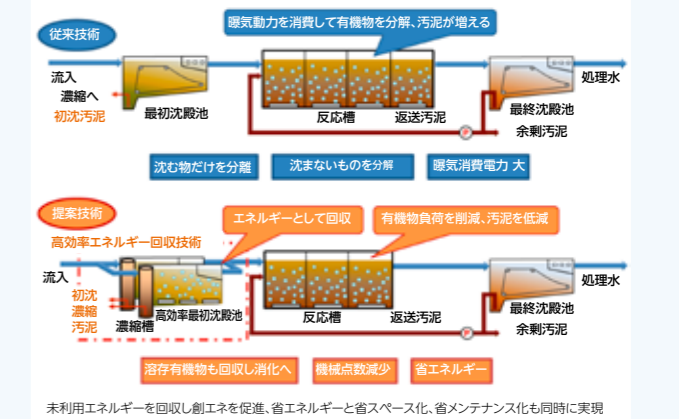 従来技術
曝気動力を消費して有機物を分解、汚泥が増える
流入
濃縮へ
初沈汚泥
最初沈殿池
反応槽
返送汚泥
P
処理水
最終沈殿池
余剰汚泥
沈む物だけを分離
沈まないものを分解
曝気消費電力 大
提案技術
エネルギーとして回収
有機物負荷を削減、汚泥を低減
高効率エネルギー回収技術
流入
初沈
濃縮
汚泥
濃縮槽
高効率最初沈殿池
反応槽
返送汚泥
P
処理水
最終沈殿池
余剰汚泥
溶存有機物も回収し消化へ
機械点数減少
省エネルギー
未利用エネルギーを回収し創エネを促進、省エネルギーと省スペース化、省メンテナンス化も同時に実現